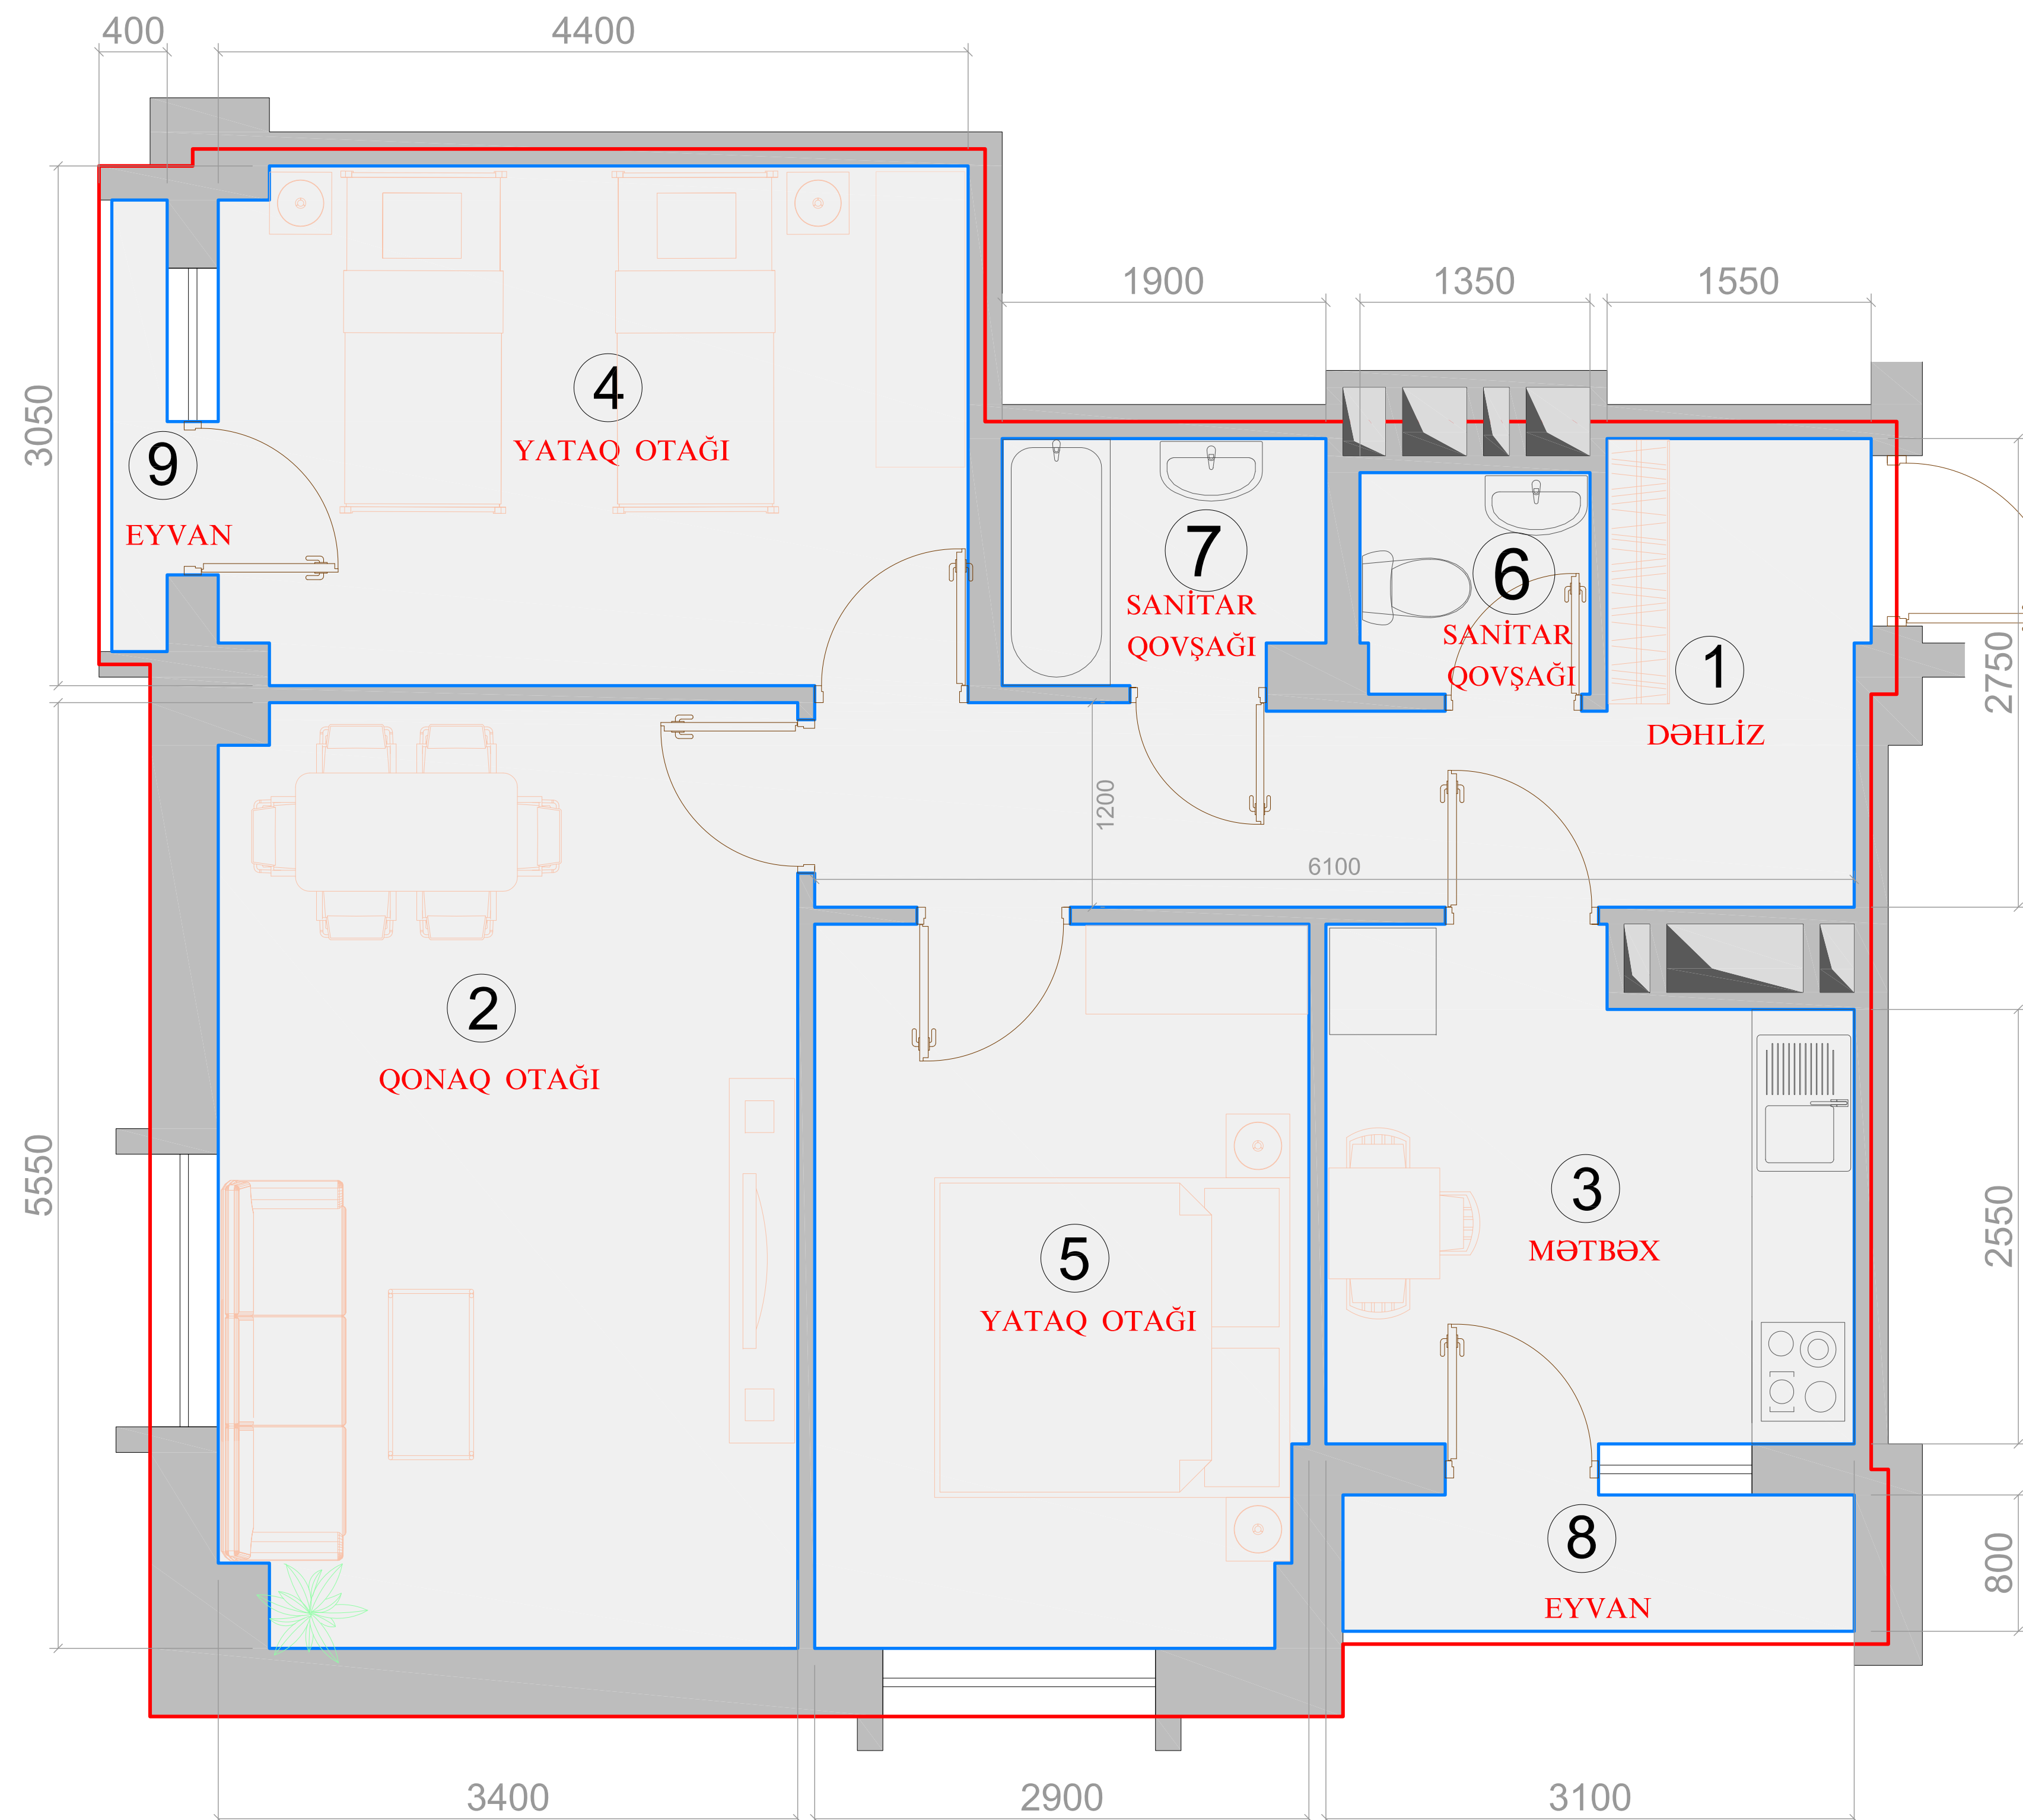 400
4400
1900
1350
1550
3050
4
YATAQ OTAĞI
9
EYVAN
7
SANİTAR
QOVŞAĞI
6
SANİTAR
QOVŞAĞI
1
DƏHLİZ
2750
1200
6100
2
QONAQ OTAĞI
5550
5
YATAQ OTAĞI
3
MƏTBƏX
2550
8
EYVAN
800
3400
2900
3100